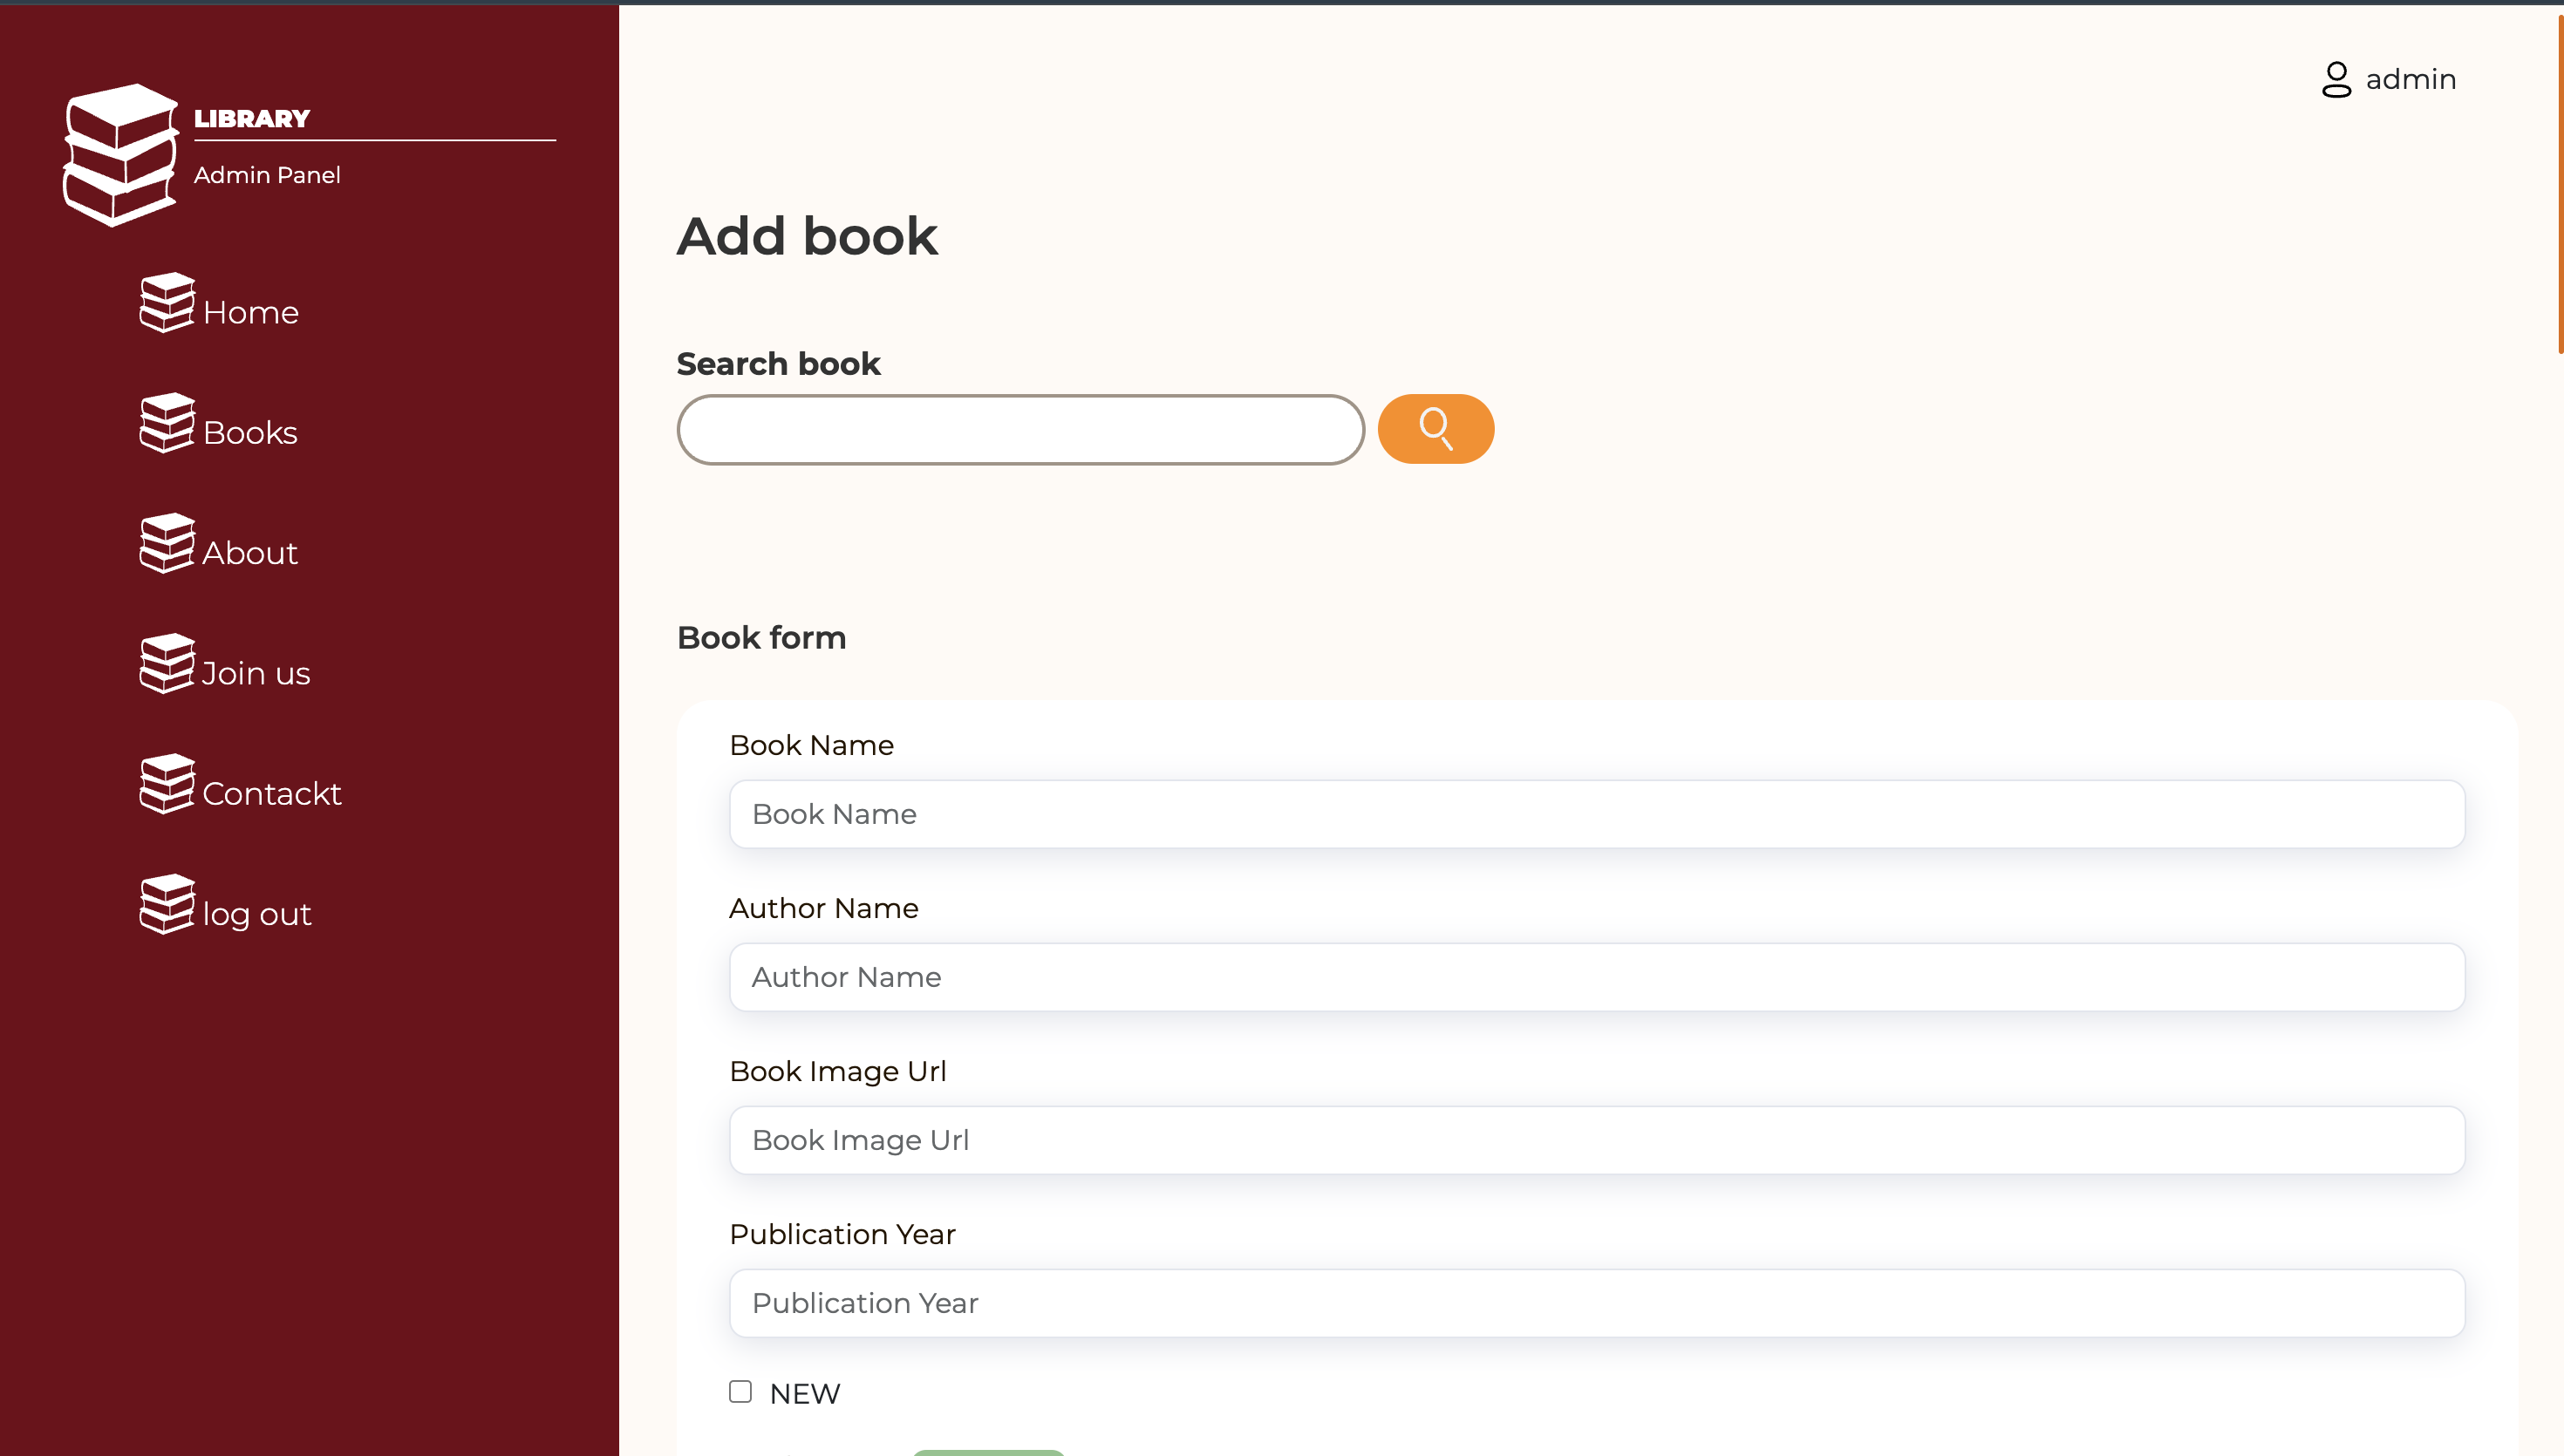 LIBRARY
Admin Panel
Home
Books
About
Join us
Contackt
log out
admin
Add book
Search book
Book form
Book Name
Book Name
Author Name
Author Name
Book Image Url
Book Image Url
Publication Year
Publication Year
NEW